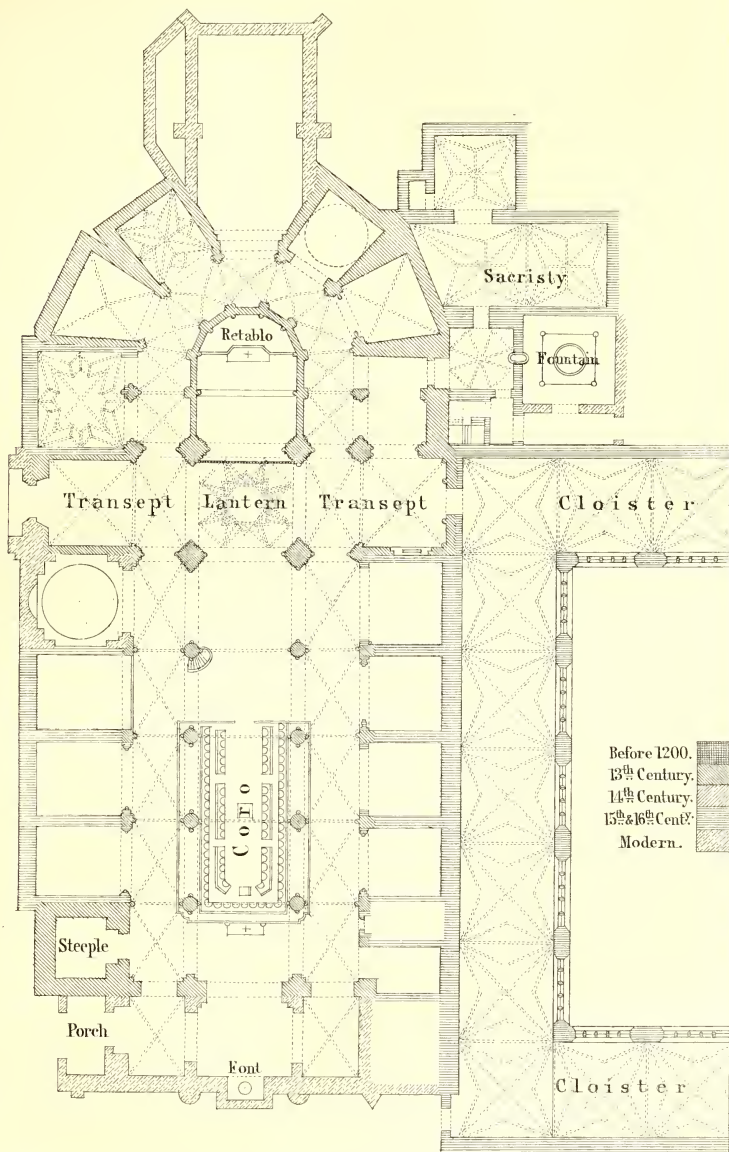 Sacristy
Retablo
Fountain
Transept Lantern Transept
Cloister
Before 1200.
13th Century.
14th Century.
15th & 16th Centy.
Modern.
Coro
Steeple
Porch
Font
Cloister